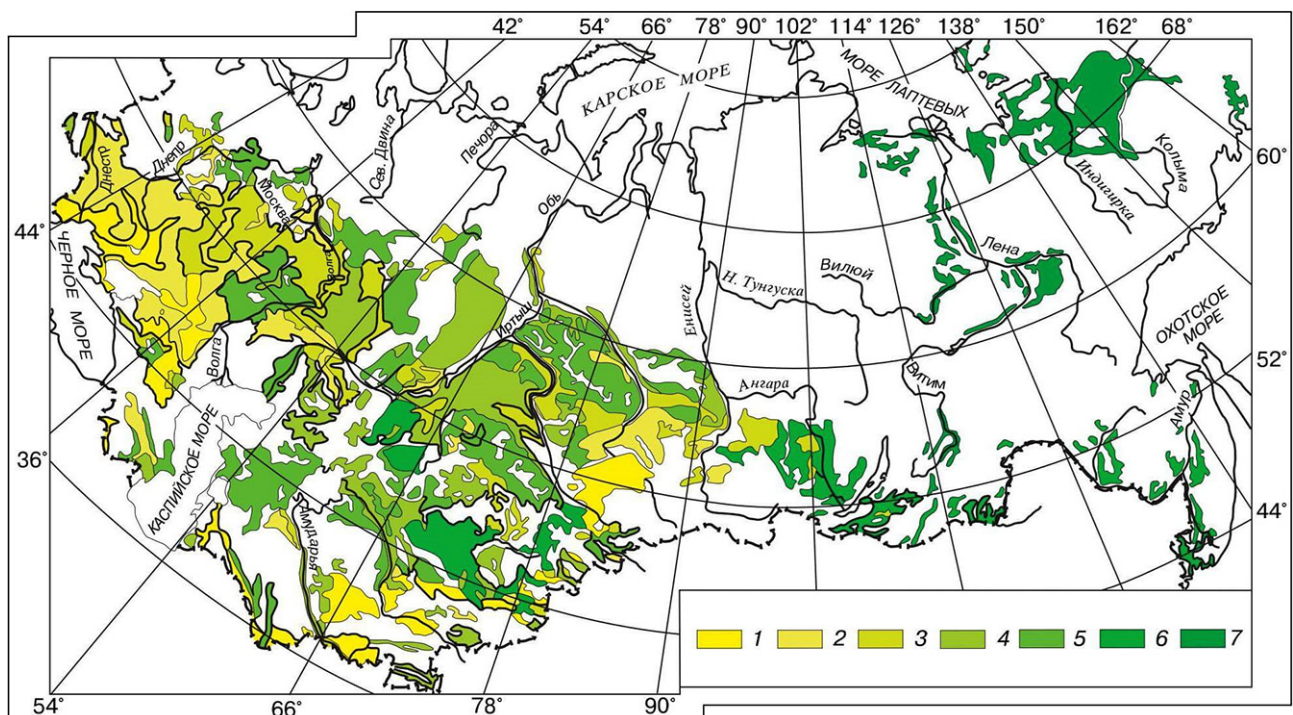 42° 54° 66° 78° 90° 102° 114° 126° 138° 150° 162° 68°
КАРСКОЕ МОРЕ
МОРЕ ЛАПТЕВЫХ
Сев. Двина
Печора
Обь
Днестр
Днепр
Москва
Колыма
Индигирка
60°
44°
ЧЕРНОЕ МОРЕ
Волга
Лена
Вилюй
Н. Тунгуска
Енисей
Иртыш
ОХОТСКОЕ
МОРЕ
52°
Волга
Ангара
Витим
Амур
36°
КАСПИЙСКОЕ МОРЕ
Амударья
44°
1 2 3 4 5 6 7
54° 66° 78° 90°